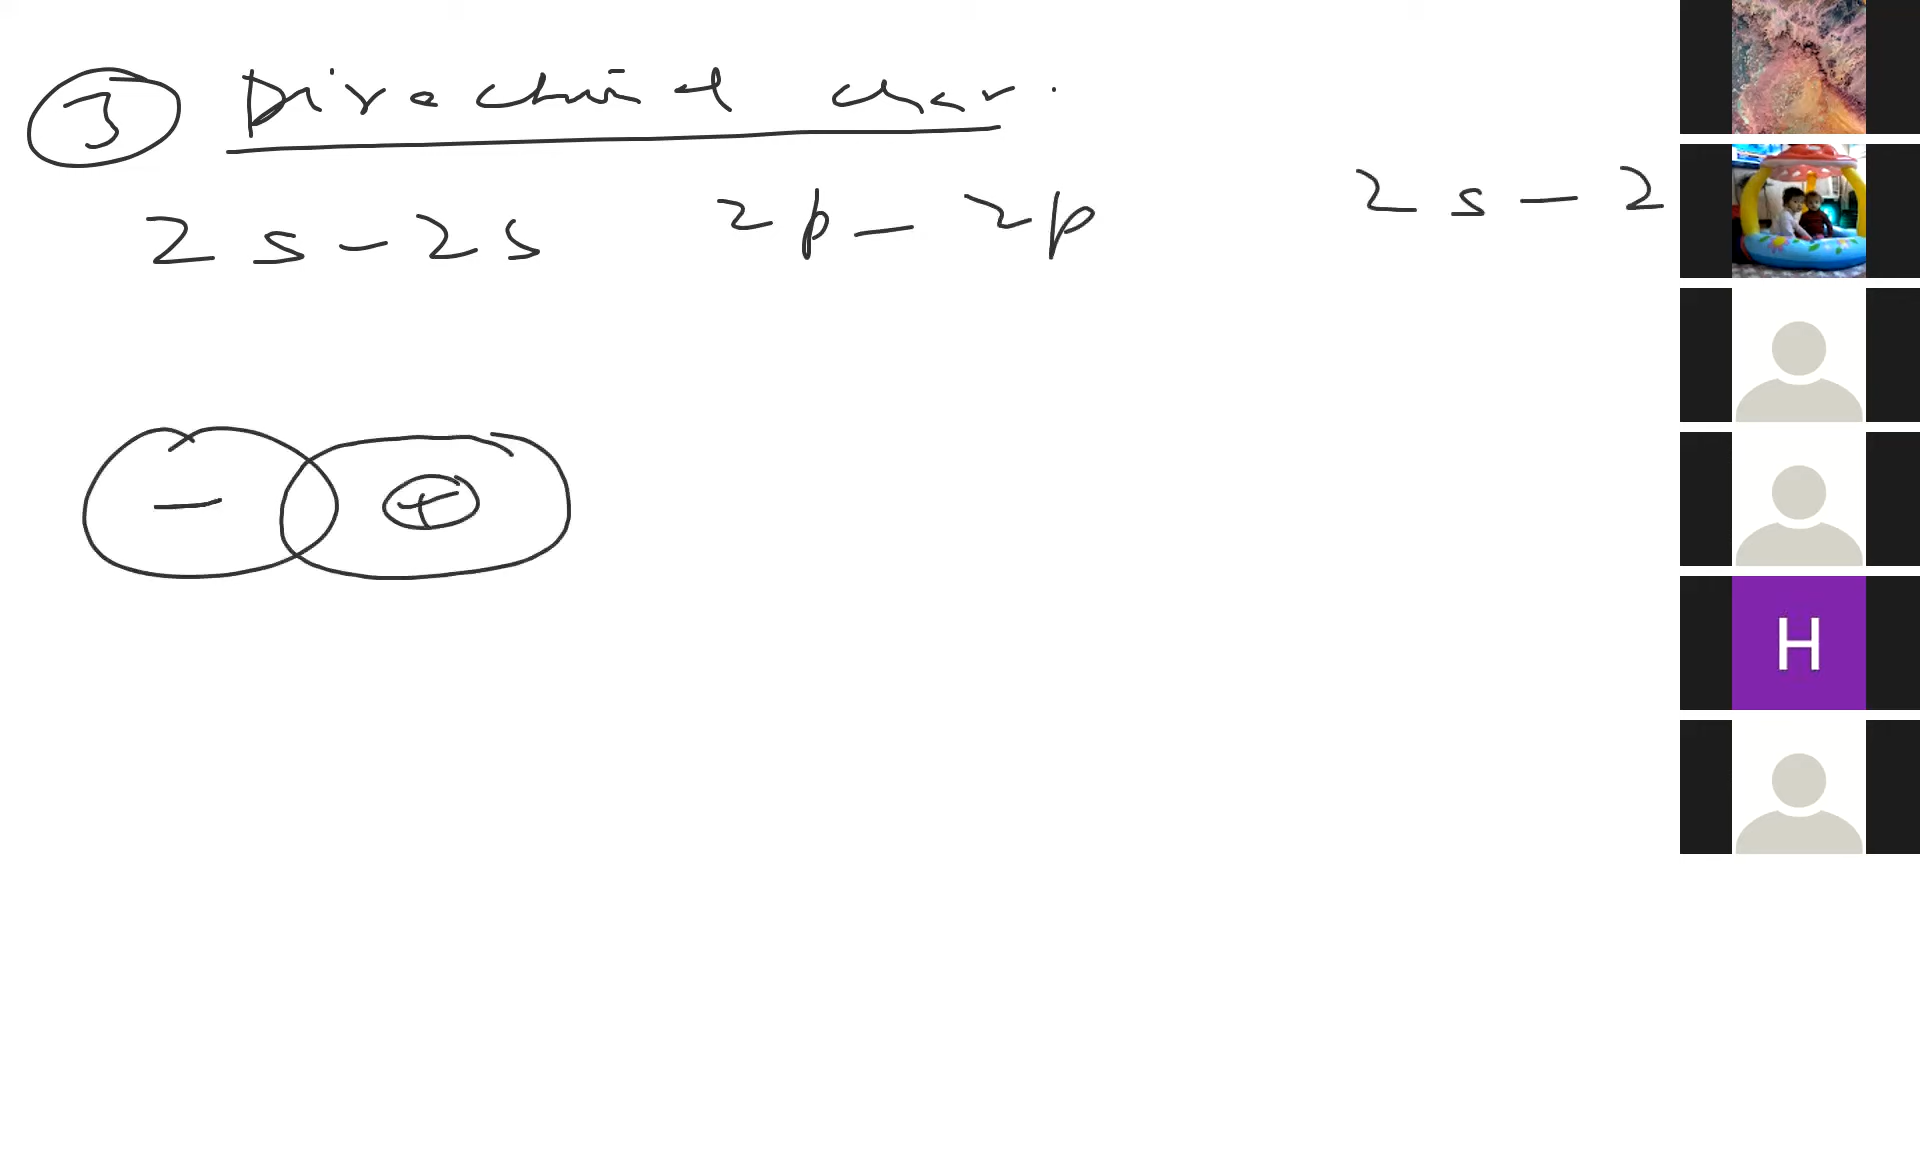 3 Directional char.
2s-2s 2p-2p 2s-2
- +
H